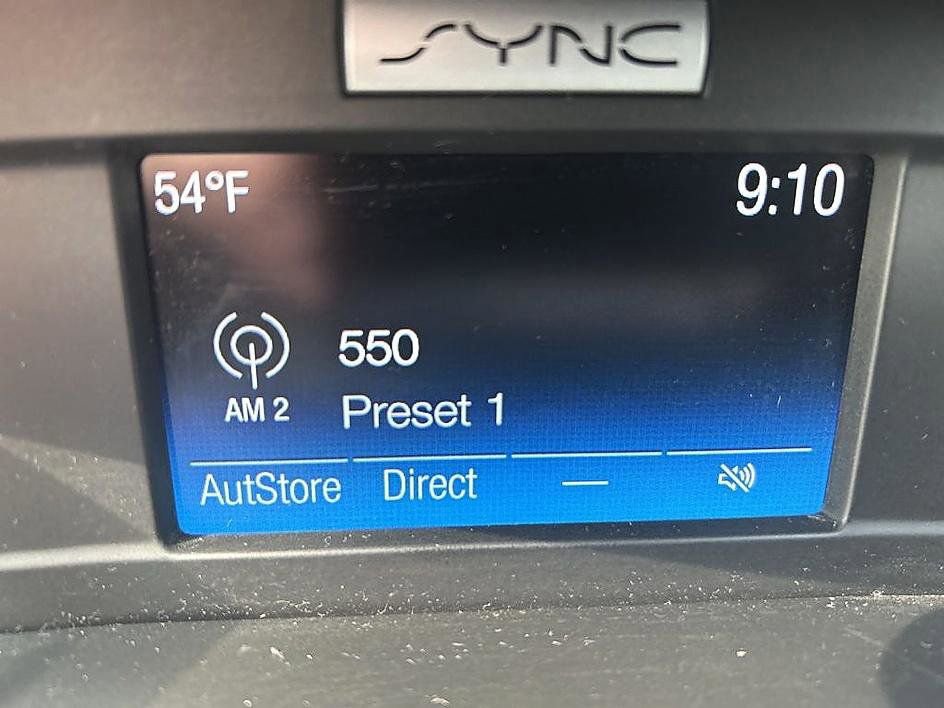 SYNC
54°F 9:10
550
AM 2 Preset 1
AutStore Direct —